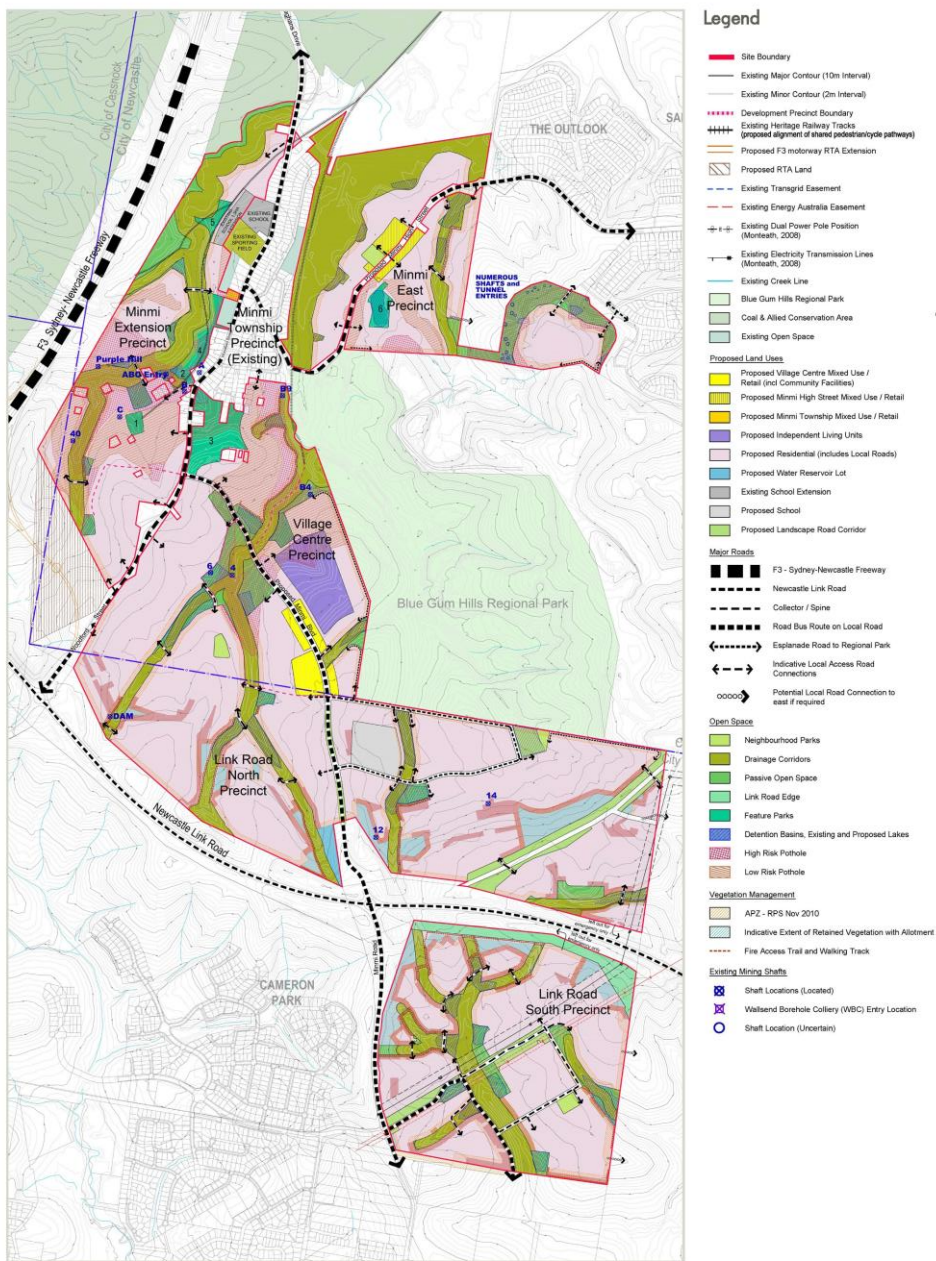 City of Cessnock
City of Newcastle
F3 Sydney- Newcastle Freeway
THE OUTLOOK
5
EXISTING SCHOOL
EXISTING SPORTING FIELD
Minmi East Precinct
6
NUMEROUS SHAFTS and TUNNEL ENTRIES
Minmi Extension Precinct
Minmi Township Precinct (Existing)
Purple Hill
ABO Entry
4
2
A
B
B9
C
1
40
3
B4
Village Centre Precinct
6
4
Blue Gum Hills Regional Park
DAM
Link Road North Precinct
Newcastle Link Road
14
12
Minmi Road
CAMERON PARK
Link Road South Precinct
Legend
Site Boundary
Existing Major Contour (10m Interval)
Existing Minor Contour (2m Interval)
Development Precinct Boundary
Existing Heritage Railway Tracks
(proposed alignment of shared pedestrian/cycle pathways)
Proposed F3 motorway RTA Extension
Proposed RTA Land
Existing Transgrid Easement
Existing Energy Australia Easement
Existing Dual Power Pole Position
(Monteath, 2008)
Existing Electricity Transmission Lines
(Monteath, 2008)
Existing Creek Line
Blue Gum Hills Regional Park
Coal & Allied Conservation Area
Existing Open Space
Proposed Land Uses
Proposed Village Centre Mixed Use /
Retail (incl Community Facilities)
Proposed Minmi High Street Mixed Use / Retail
Proposed Minmi Township Mixed Use / Retail
Proposed Independent Living Units
Proposed Residential (includes Local Roads)
Proposed Water Reservoir Lot
Existing School Extension
Proposed School
Proposed Landscape Road Corridor
Major Roads
F3 - Sydney-Newcastle Freeway
Newcastle Link Road
Collector / Spine
Road Bus Route on Local Road
Esplanade Road to Regional Park
Indicative Local Access Road
Connections
Potential Local Road Connection to
east if required
Open Space
Neighbourhood Parks
Drainage Corridors
Passive Open Space
Link Road Edge
Feature Parks
Detention Basins, Existing and Proposed Lakes
High Risk Pothole
Low Risk Pothole
Vegetation Management
APZ - RPS Nov 2010
Indicative Extent of Retained Vegetation with Allotment
Fire Access Trail and Walking Track
Existing Mining Shafts
Shaft Locations (Located)
Wallsend Borehole Colliery (WBC) Entry Location
Shaft Location (Uncertain)